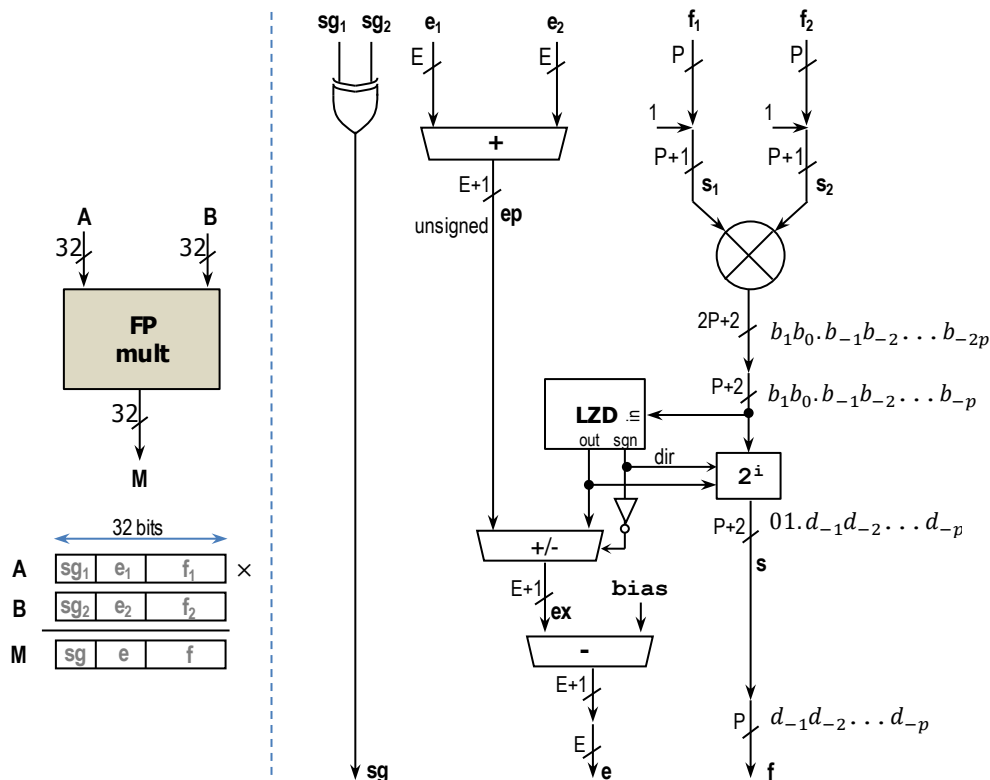 sg₁ sg₂ e₁ e₂ f₁ f₂
E E P P
1 1
+
P+1 P+1
E+1 s₁ s₂
unsigned ep
A B
32 32
FP
mult
2P+2 b₁b₀.b₋₁b₋₂...b₋₂ₚ
P+2 b₁b₀.b₋₁b₋₂...b₋ₚ
32
LZD in
out sgn
dir
2ⁱ
M
32 bits
P+2 01.d₋₁d₋₂...d₋ₚ
+/-
s
A sg₁ e₁ f₁ ×
E+1 bias
ex
B sg₂ e₂ f₂
-
M sg e f
E+1
P d₋₁d₋₂...d₋ₚ
E
sg e f